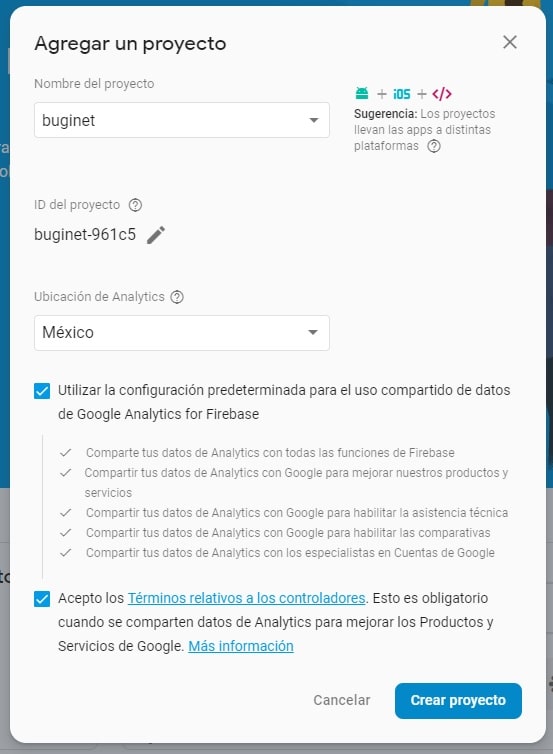 Agregar un proyecto
Nombre del proyecto
buginet
+ iOS + </>
Sugerencia: Los proyectos
llevan las apps a distintas
plataformas
ID del proyecto
buginet-961c5
Ubicación de Analytics
México
Utilizar la configuración predeterminada para el uso compartido de datos
de Google Analytics for Firebase
Comparte tus datos de Analytics con todas las funciones de Firebase
Compartir tus datos de Analytics con Google para mejorar nuestros productos y
servicios
Compartir tus datos de Analytics con Google para habilitar la asistencia técnica
Compartir tus datos de Analytics con Google para habilitar las comparativas
Compartir tus datos de Analytics con los especialistas en Cuentas de Google
Acepto los Términos relativos a los controladores. Esto es obligatorio
cuando se comparten datos de Analytics para mejorar los Productos y
Servicios de Google. Más información
Cancelar
Crear proyecto